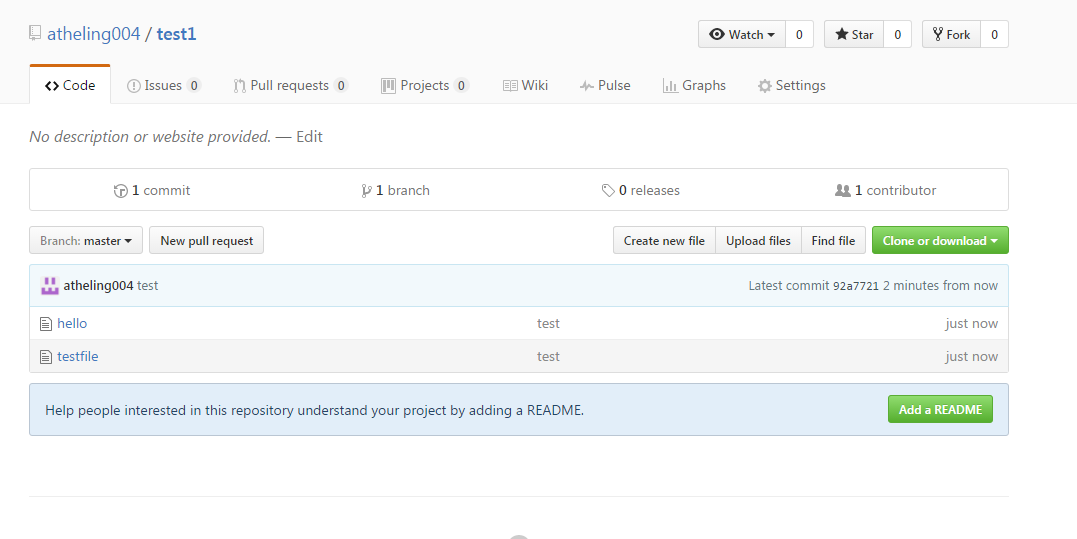 atheling004 / test1
Watch 0 Star 0 Fork 0
Code Issues 0 Pull requests 0 Projects 0 Wiki Pulse Graphs Settings
No description or website provided. — Edit
1 commit 1 branch 0 releases 1 contributor
Branch: master New pull request Create new file Upload files Find file Clone or download
atheling004 test Latest commit 92a7721 2 minutes from now
hello test just now
testfile test just now
Help people interested in this repository understand your project by adding a README. Add a README